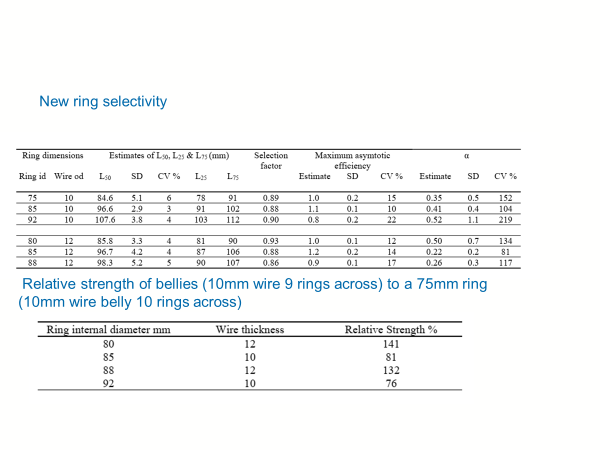 New ring selectivity
Ring dimensions Estimates of L50, L25 & L75 (mm) Selection factor Maximum asymtotic efficiency α
Ring id Wire od L50 SD CV % L25 L75 Estimate SD CV % Estimate SD CV %
75 10 84.6 5.1 6 78 91 0.89 1.0 0.2 15 0.35 0.5 152
85 10 96.6 2.9 3 91 102 0.88 1.1 0.1 10 0.41 0.4 104
92 10 107.6 3.8 4 103 112 0.90 0.8 0.2 22 0.52 1.1 219
80 12 85.8 3.3 4 81 90 0.93 1.0 0.1 12 0.50 0.7 134
85 12 96.7 4.2 4 87 106 0.88 1.2 0.2 14 0.22 0.2 81
88 12 98.3 5.2 5 90 107 0.86 0.9 0.1 17 0.26 0.3 117
Relative strength of bellies (10mm wire 9 rings across) to a 75mm ring
(10mm wire belly 10 rings across)
Ring internal diameter mm Wire thickness Relative Strength %
80 12 141
85 10 81
88 12 132
92 10 76